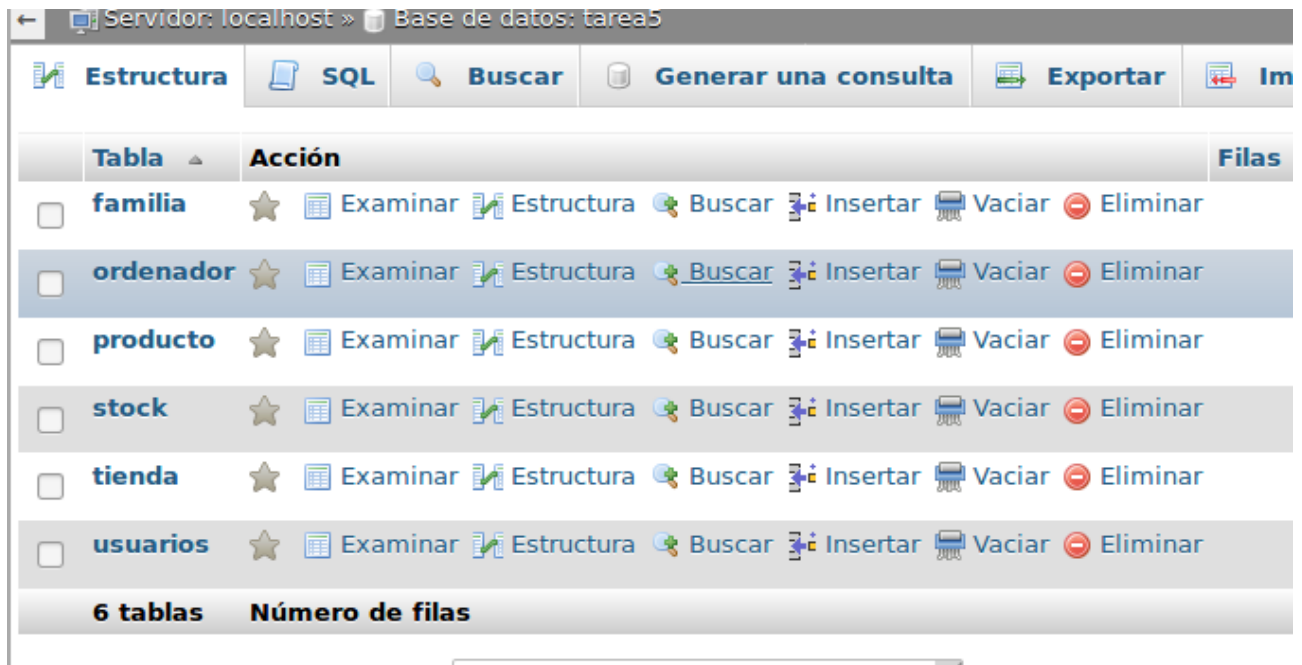 Servidor: localhost » Base de datos: tarea5
Estructura SQL Buscar Generar una consulta Exportar Im
Tabla Acción Filas
familia Examinar Estructura Buscar Insertar Vaciar Eliminar
ordenador Examinar Estructura Buscar Insertar Vaciar Eliminar
producto Examinar Estructura Buscar Insertar Vaciar Eliminar
stock Examinar Estructura Buscar Insertar Vaciar Eliminar
tienda Examinar Estructura Buscar Insertar Vaciar Eliminar
usuarios Examinar Estructura Buscar Insertar Vaciar Eliminar
6 tablas Número de filas